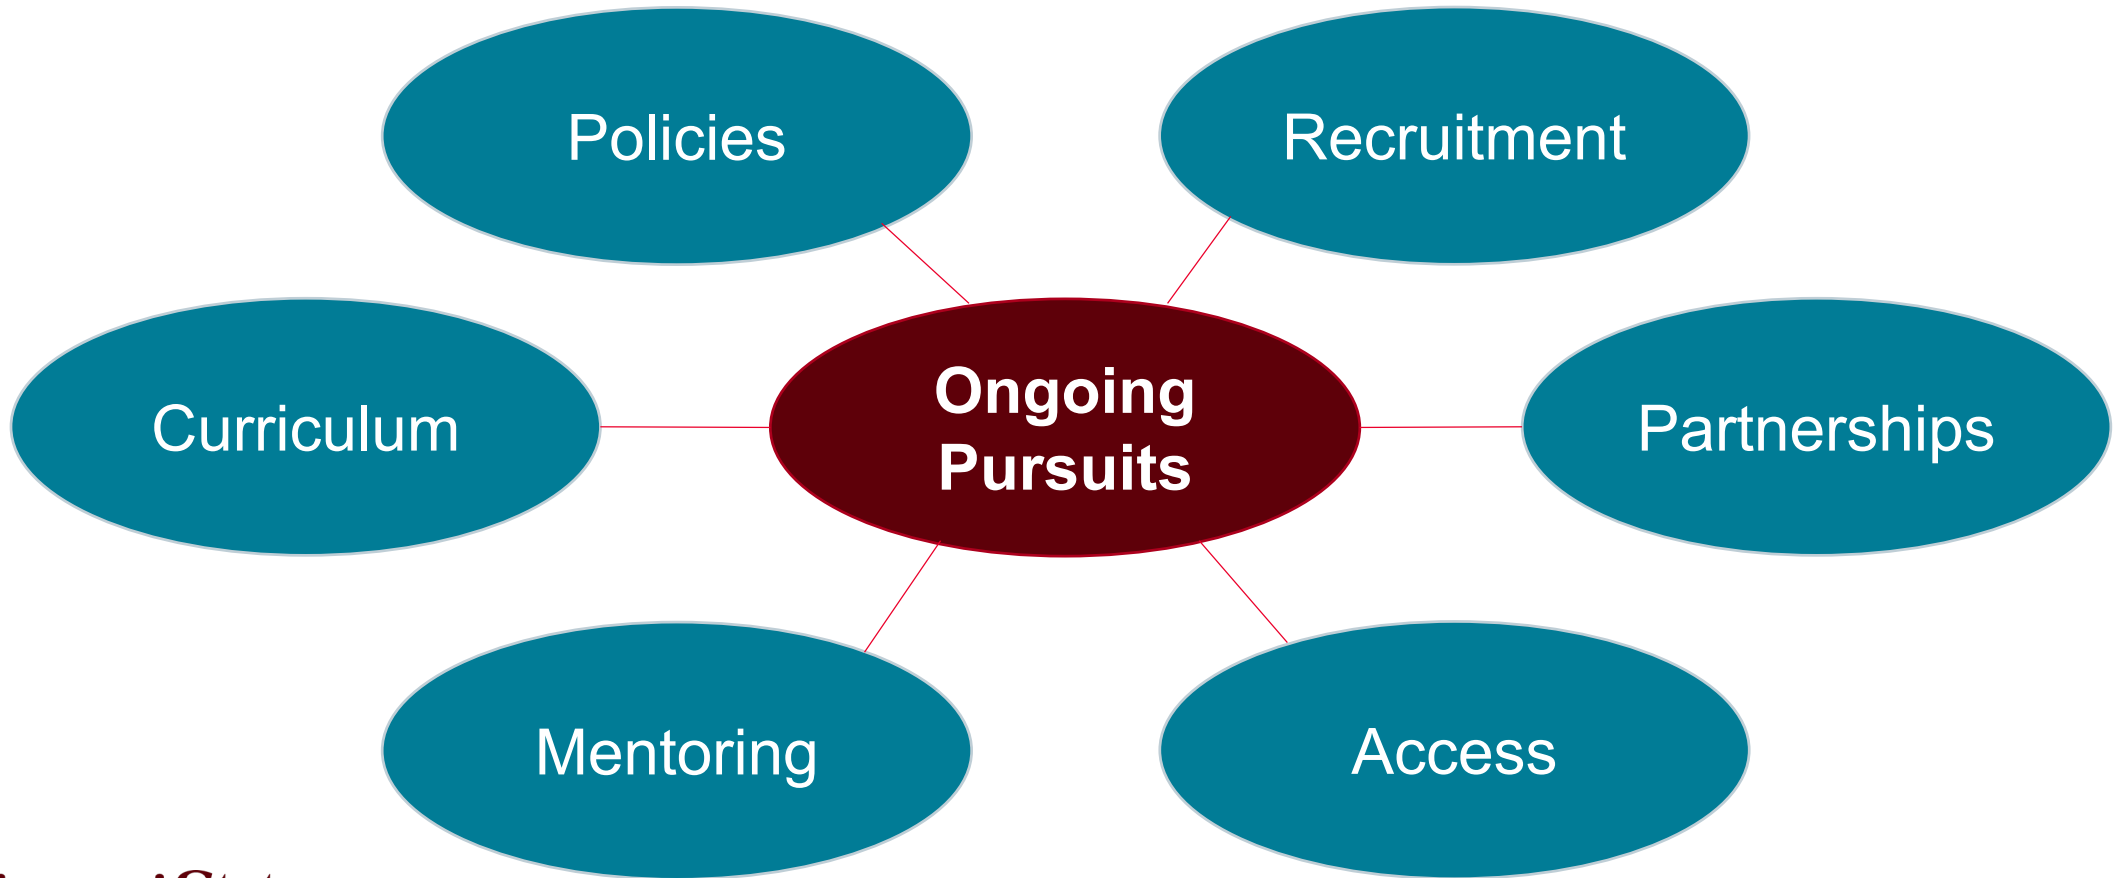 Policies
Recruitment
Curriculum
Ongoing
Pursuits
Partnerships
Mentoring
Access